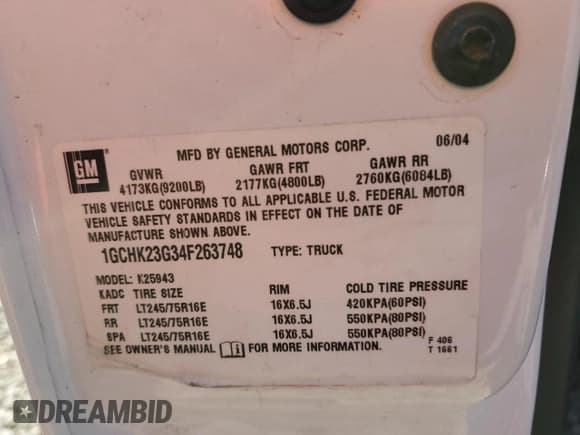 GM
MFD BY GENERAL MOTORS CORP. 06/04
GVWR GAWR FRT GAWR RR
4173KG(9200LB) 2177KG(4800LB) 2760KG(6084LB)
THIS VEHICLE CONFORMS TO ALL APPLICABLE U.S. FEDERAL MOTOR
VEHICLE SAFETY STANDARDS IN EFFECT ON THE DATE OF
MANUFACTURE SHOWN ABOVE.
1GCHK23G34F263748 TYPE: TRUCK
MODEL: K25943
KADC TIRE SIZE RIM COLD TIRE PRESSURE
FRT LT245/75R16E 16X6.5J 420KPA(60PSI)
RR LT245/75R16E 16X6.5J 550KPA(80PSI)
SPA LT245/75R16E 16X6.5J 550KPA(80PSI)
SEE OWNER'S MANUAL FOR MORE INFORMATION.
F 406
T 1661
DREAMBID